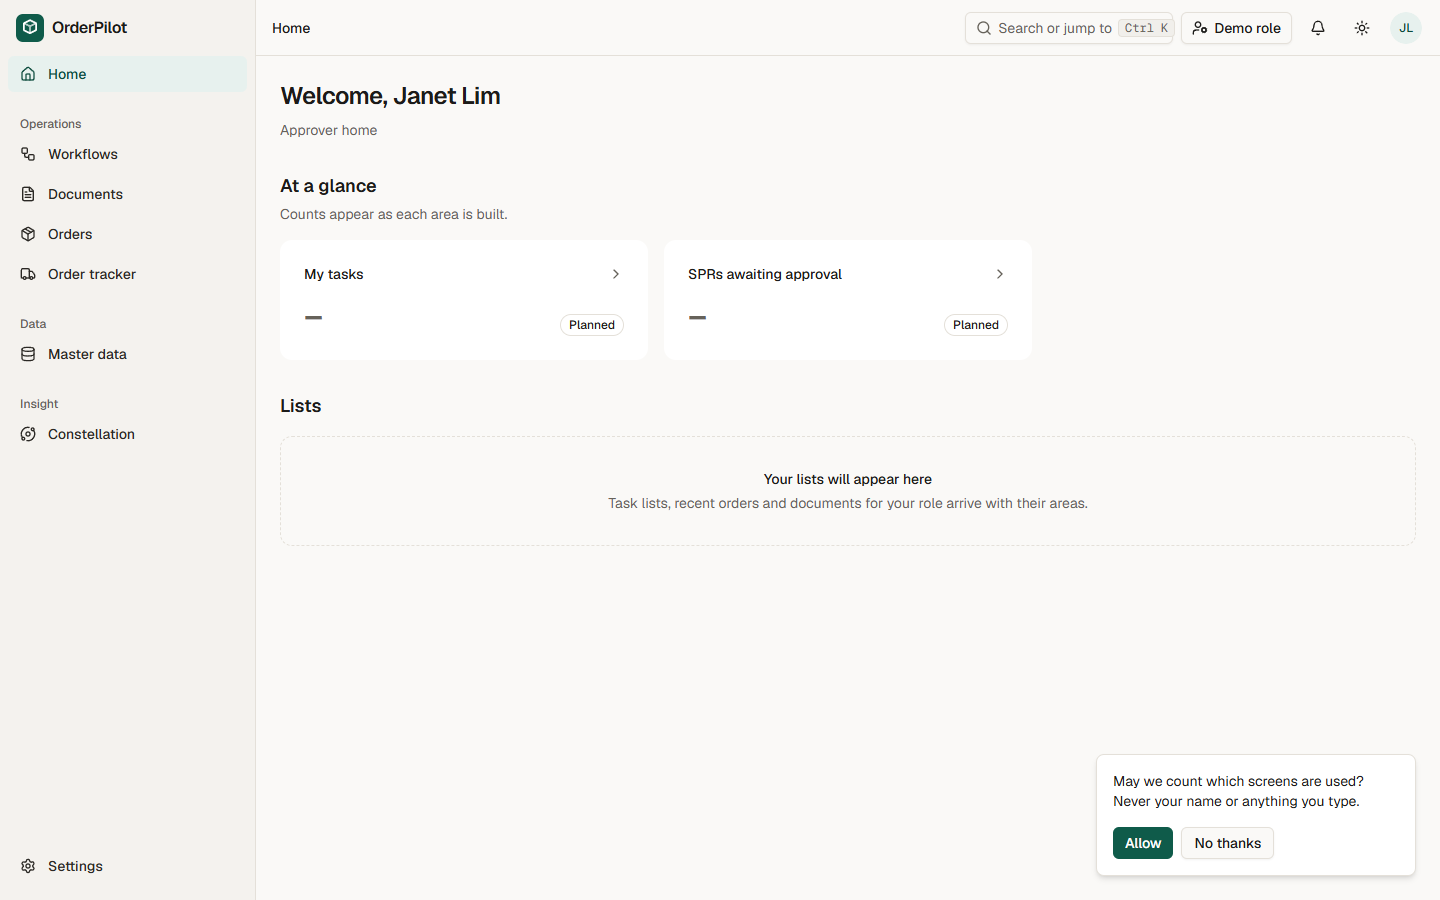 OrderPilot
Home
Operations
Workflows
Documents
Orders
Order tracker
Data
Master data
Insight
Constellation
Settings
Home
Search or jump to
Ctrl K
Demo role
JL
Welcome, Janet Lim
Approver home
At a glance
Counts appear as each area is built.
My tasks
–
Planned
SPRs awaiting approval
–
Planned
Lists
Your lists will appear here
Task lists, recent orders and documents for your role arrive with their areas.
May we count which screens are used?
Never your name or anything you type.
Allow
No thanks